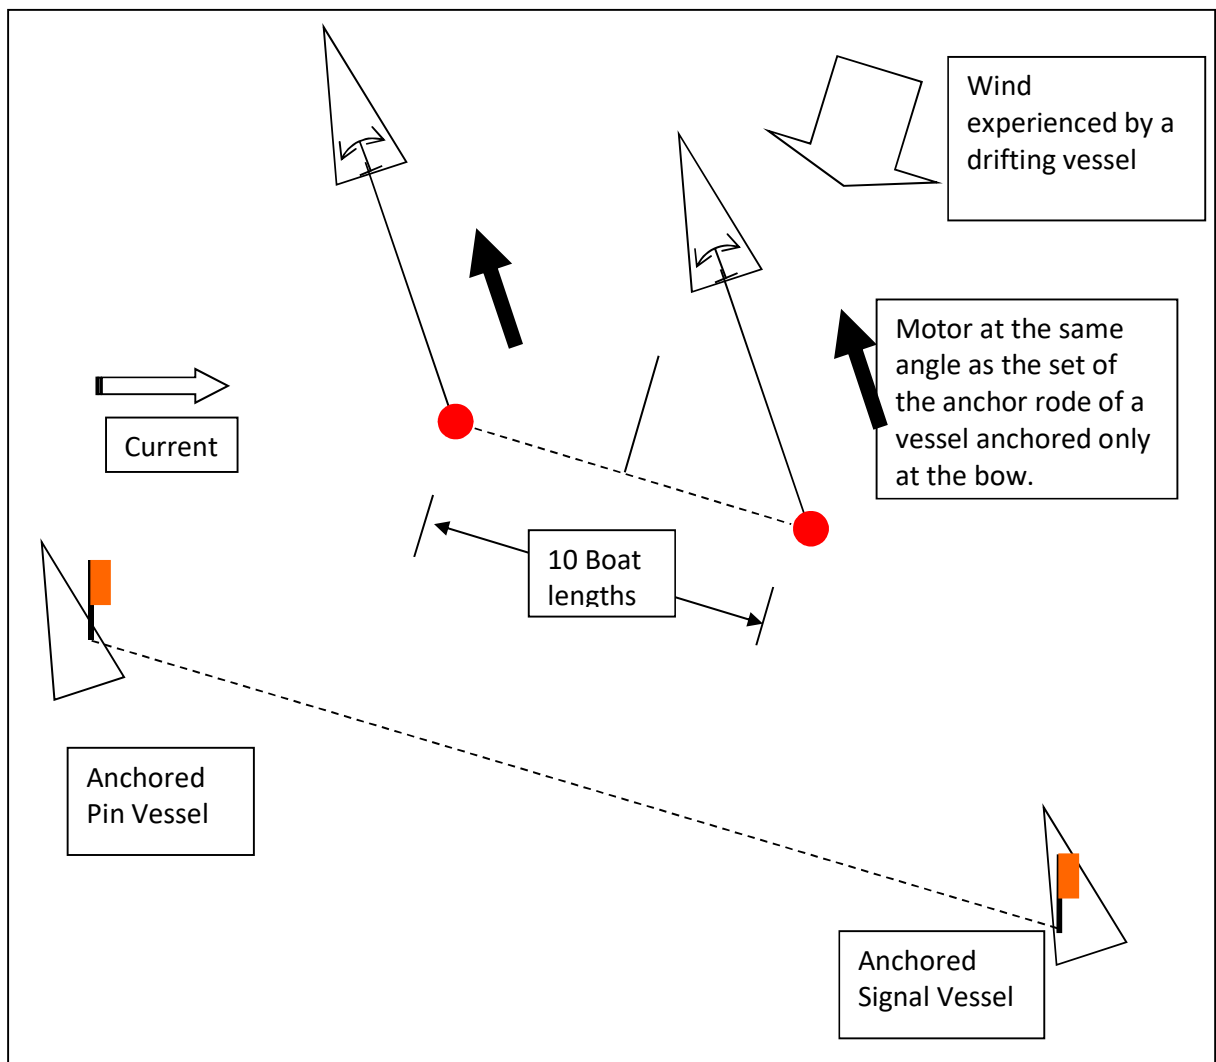 Wind
experienced by a
drifting vessel
Motor at the same
angle as the set of
the anchor rode of a
vessel anchored only
at the bow.
Current
10 Boat
lengths
Anchored
Pin Vessel
Anchored
Signal Vessel